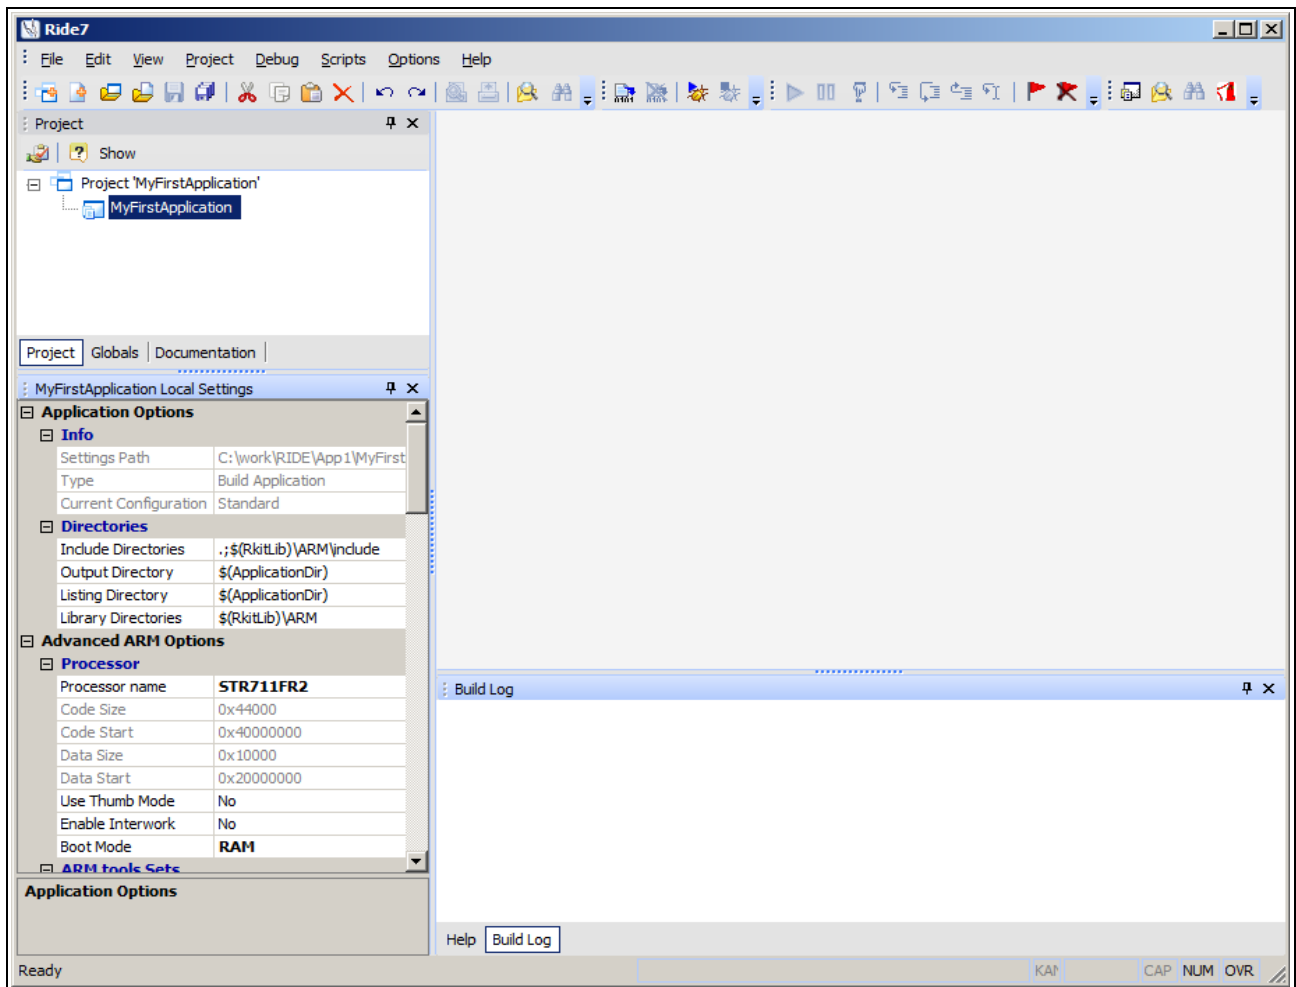 Ride7
File Edit View Project Debug Scripts Options Help
Project
Show
Project 'MyFirstApplication'
MyFirstApplication
Project Globals Documentation
MyFirstApplication Local Settings
Application Options
Info
Settings Path C:\work\RIDE\App1\MyFirst
Type Build Application
Current Configuration Standard
Directories
Include Directories .;$(RkitLib)\ARM\include
Output Directory $(ApplicationDir)
Listing Directory $(ApplicationDir)
Library Directories $(RkitLib)\ARM
Advanced ARM Options
Processor
Processor name STR711FR2
Code Size 0x44000
Code Start 0x40000000
Data Size 0x10000
Data Start 0x20000000
Use Thumb Mode No
Enable Interwork No
Boot Mode RAM
ARM tools Sets
Application Options
Build Log
Help Build Log
Ready CAP NUM OVR